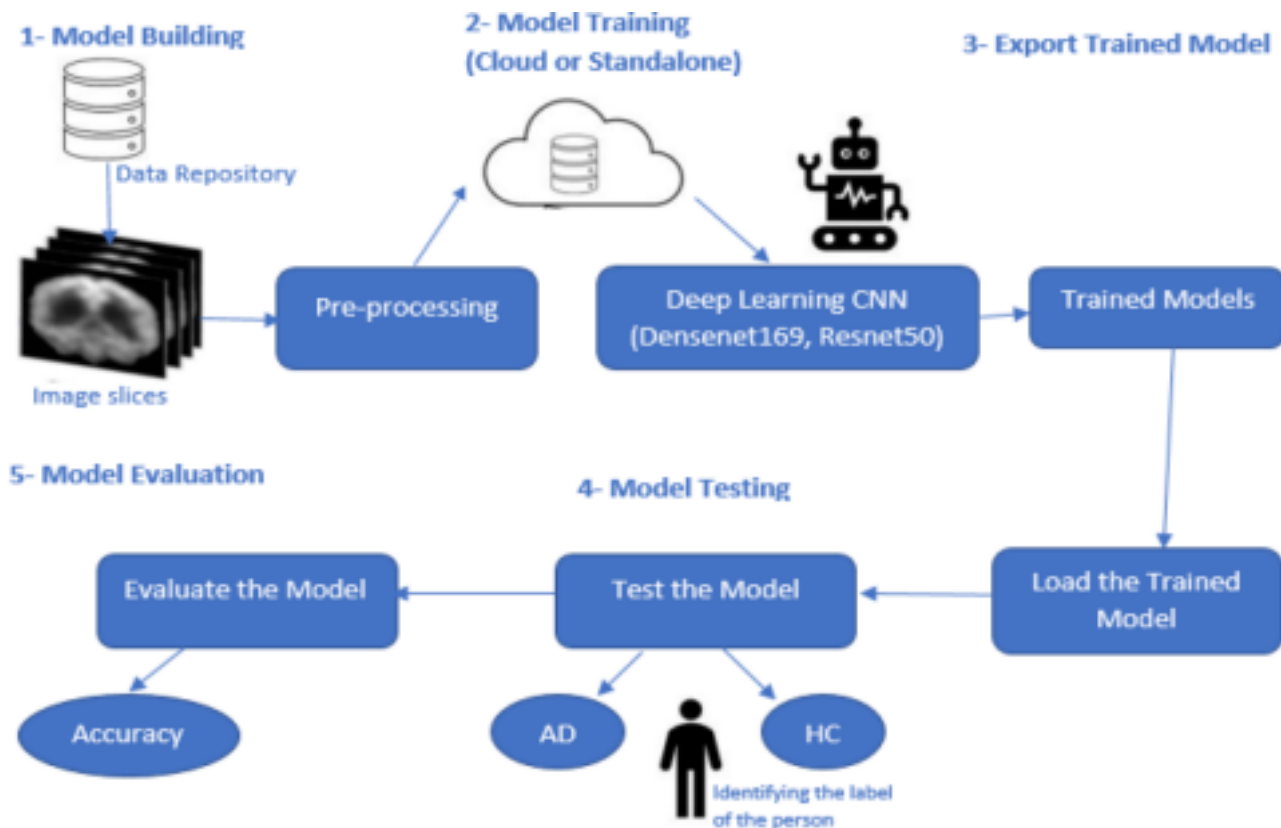 1- Model Building
2- Model Training
(Cloud or Standalone)
3- Export Trained Model
Data Repository
Pre-processing
Deep Learning CNN
(Densenet169, Resnet50)
Trained Models
Image slices
5- Model Evaluation
4- Model Testing
Evaluate the Model
Test the Model
Load the Trained
Model
Accuracy
AD
HC
Identifying the label
of the person